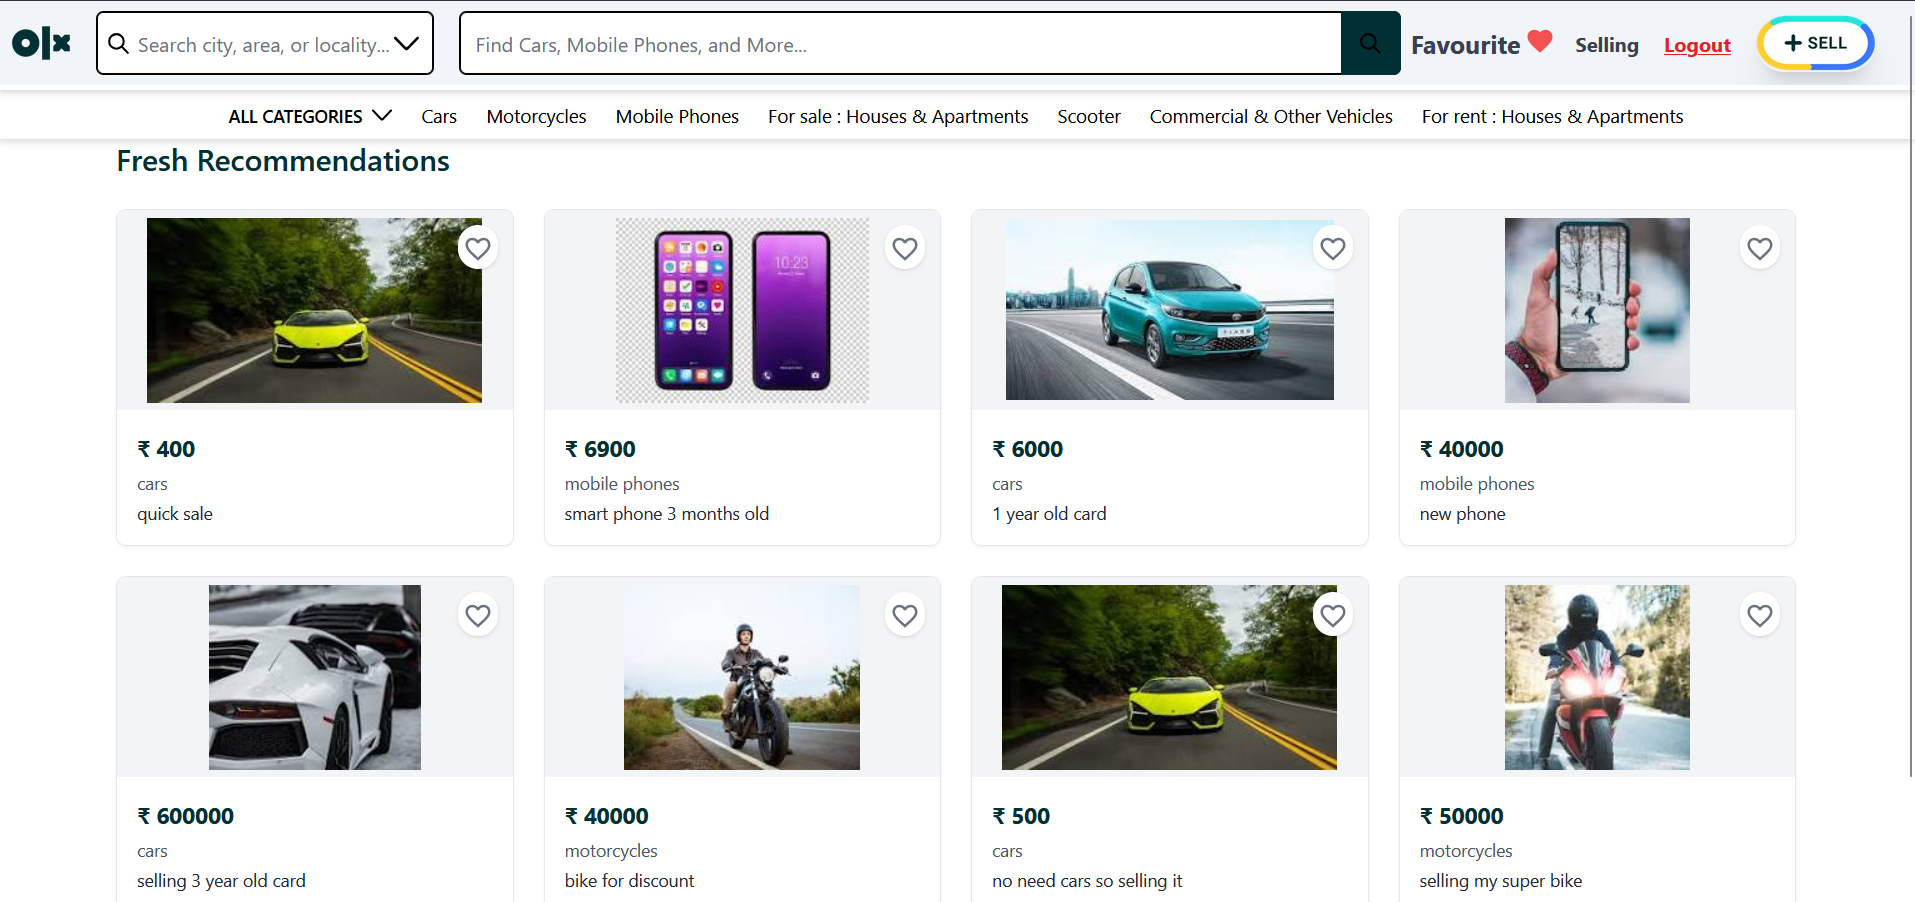 olx
Search city, area, or locality...
Find Cars, Mobile Phones, and More...
Favourite
Selling
Logout
+ SELL
ALL CATEGORIES
Cars
Motorcycles
Mobile Phones
For sale : Houses & Apartments
Scooter
Commercial & Other Vehicles
For rent : Houses & Apartments
Fresh Recommendations
10:23
TIAGO
₹ 400
cars
quick sale
₹ 6900
mobile phones
smart phone 3 months old
₹ 6000
cars
1 year old card
₹ 40000
mobile phones
new phone
₹ 600000
cars
selling 3 year old card
₹ 40000
motorcycles
bike for discount
₹ 500
cars
no need cars so selling it
₹ 50000
motorcycles
selling my super bike